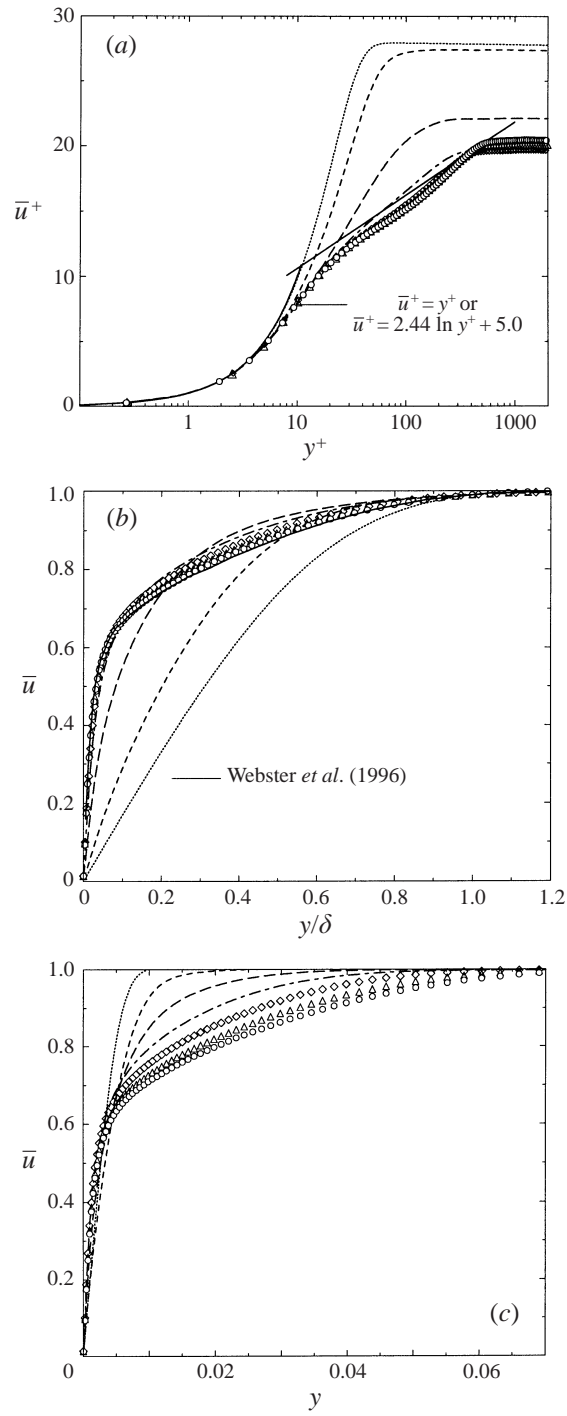 30
(a)
20
ū⁺
10
ū⁺ = y⁺ or
ū⁺ = 2.44 ln y⁺ + 5.0
0
1 10 100 1000
y⁺
1.0
(b)
0.8
0.6
ū
0.4
Webster et al. (1996)
0.2
0
0 0.2 0.4 0.6 0.8 1.0 1.2
y/δ
1.0
0.8
0.6
ū
0.4
0.2
(c)
0 0.02 0.04 0.06
y